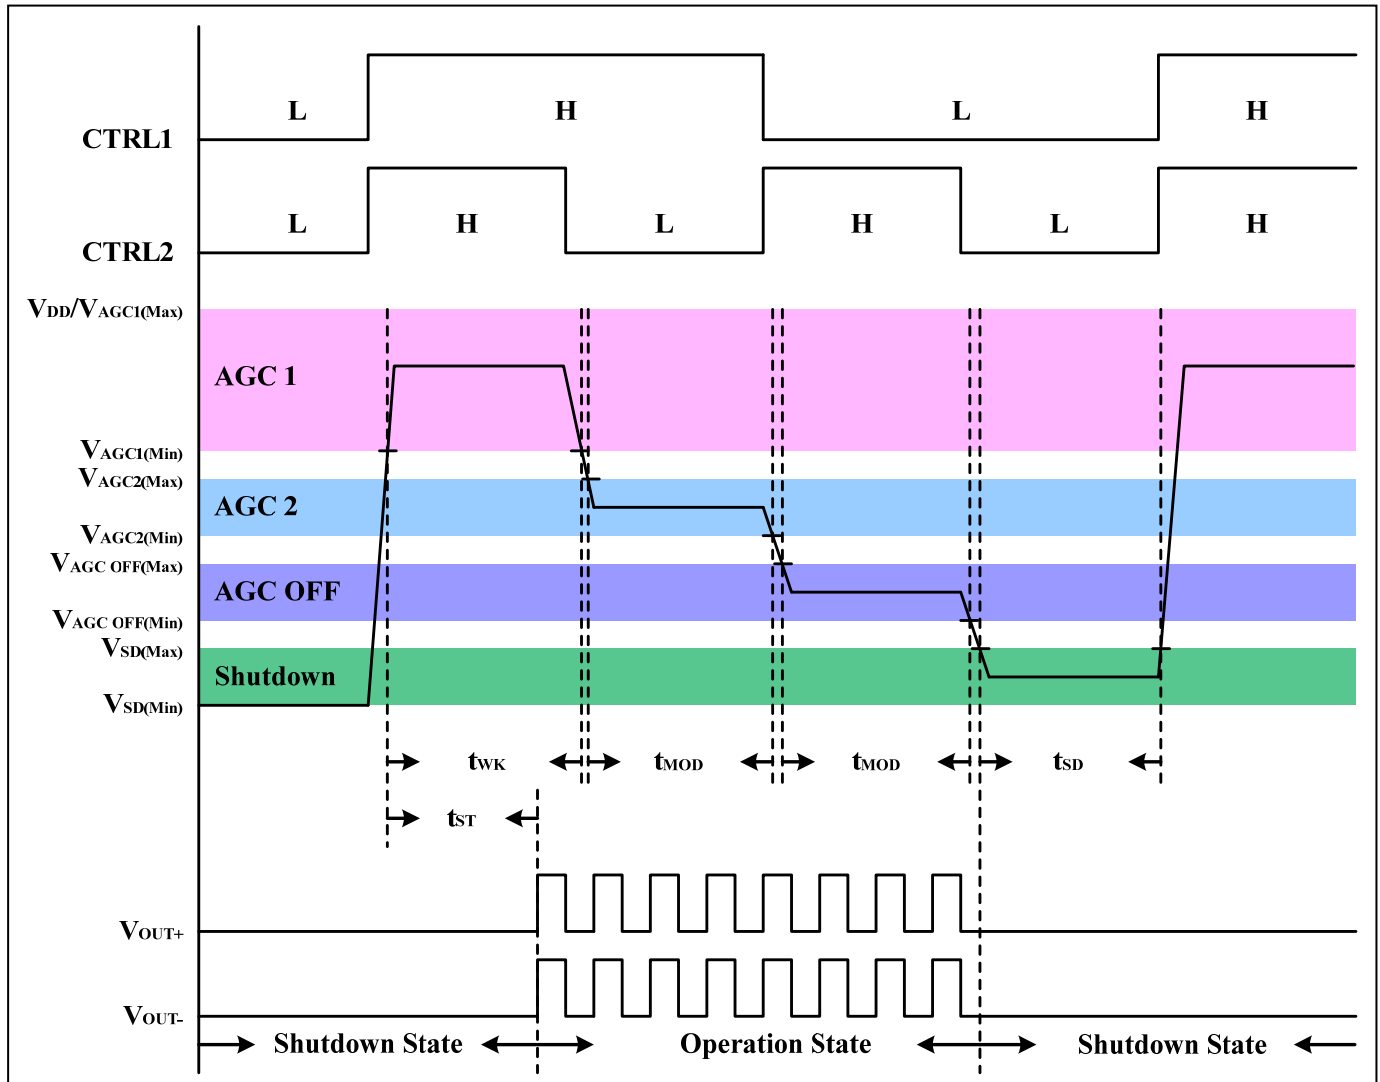 L H L H
CTRL1
L H L H L H
CTRL2
VDD/VAGC1(Max)
AGC 1
VAGC1(Min)
VAGC2(Max)
AGC 2
VAGC2(Min)
VAGC OFF(Max)
AGC OFF
VAGC OFF(Min)
VSD(Max)
Shutdown
VSD(Min)
tWK tMOD tMOD tSD
tST
VOUT+
VOUT-
Shutdown State Operation State Shutdown State